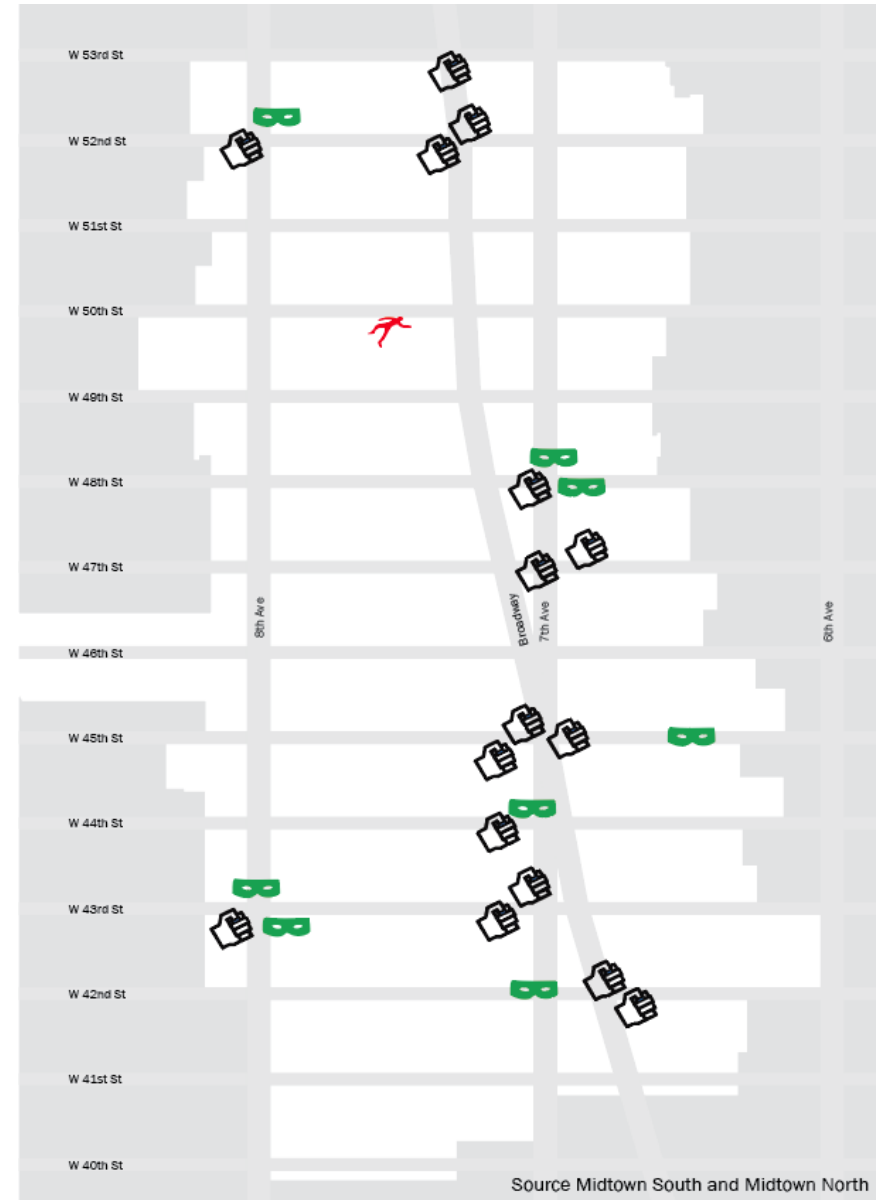 W 53rd St
W 52nd St
W 51st St
W 50th St
W 49th St
W 48th St
W 47th St
8th Ave
Broadway
7th Ave
6th Ave
W 46th St
W 45th St
W 44th St
W 43rd St
W 42nd St
W 41st St
W 40th St
Source Midtown South and Midtown North